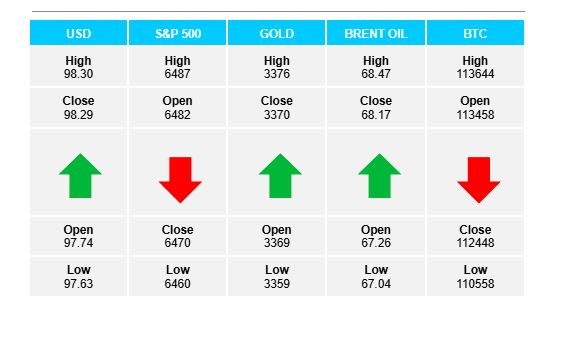 USD S&P 500 GOLD BRENT OIL BTC
High High High High High
98.30 6487 3376 68.47 113644
Close Open Close Close Open
98.29 6482 3370 68.17 113458
Open Close Open Open Close
97.74 6470 3369 67.26 112448
Low Low Low Low Low
97.63 6460 3359 67.04 110558